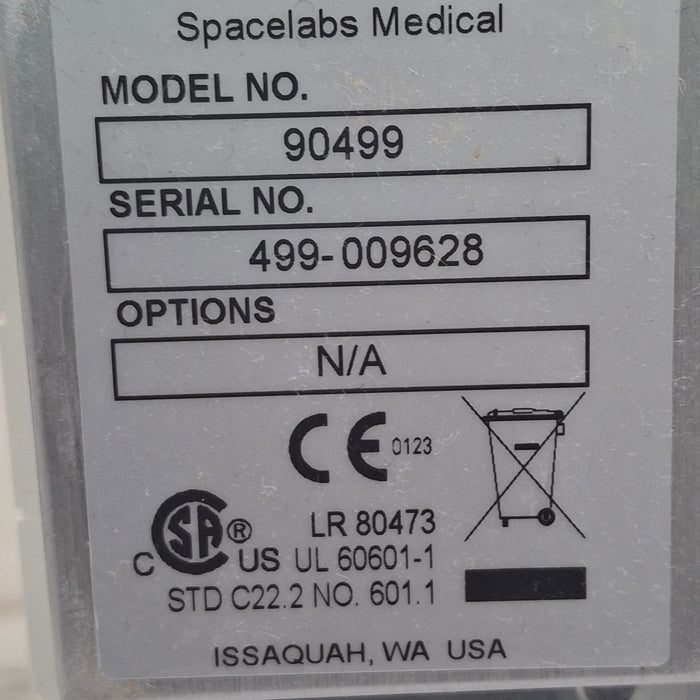 Spacelabs Medical
MODEL NO.
90499
SERIAL NO.
499-009628
OPTIONS
N/A
CE 0123
CSA ® LR 80473
C US UL 60601-1
STD C22.2 NO. 601.1
ISSAQUAH, WA USA